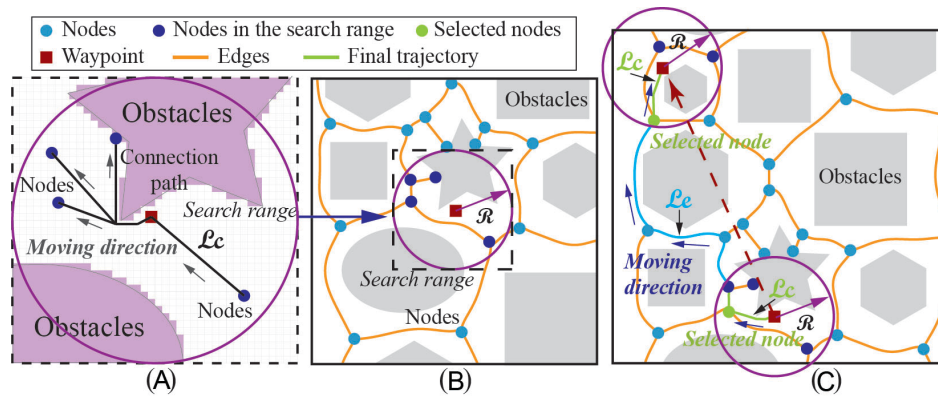 Nodes Nodes in the search range Selected nodes
Waypoint Edges Final trajectory
Obstacles
Connection
path
Nodes
Search range
Moving direction
ℒc
Nodes
Obstacles
(A)
Obstacles
ℛ
Search range
Nodes
(B)
ℛ
ℒc
Selected node
Obstacles
ℒe
Moving
direction
ℒc
ℛ
Selected node
(C)